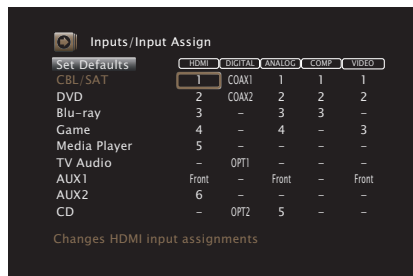 Inputs/Input Assign
Set Defaults HDMI DIGITAL ANALOG COMP VIDEO
CBL/SAT 1 COAX1 1 1 1
DVD 2 COAX2 2 2 2
Blu-ray 3 – 3 3 –
Game 4 – 4 – 3
Media Player 5 – – – –
TV Audio – OPT1 – – –
AUX1 Front – Front – Front
AUX2 6 – – – –
CD – OPT2 5 – –
Changes HDMI input assignments